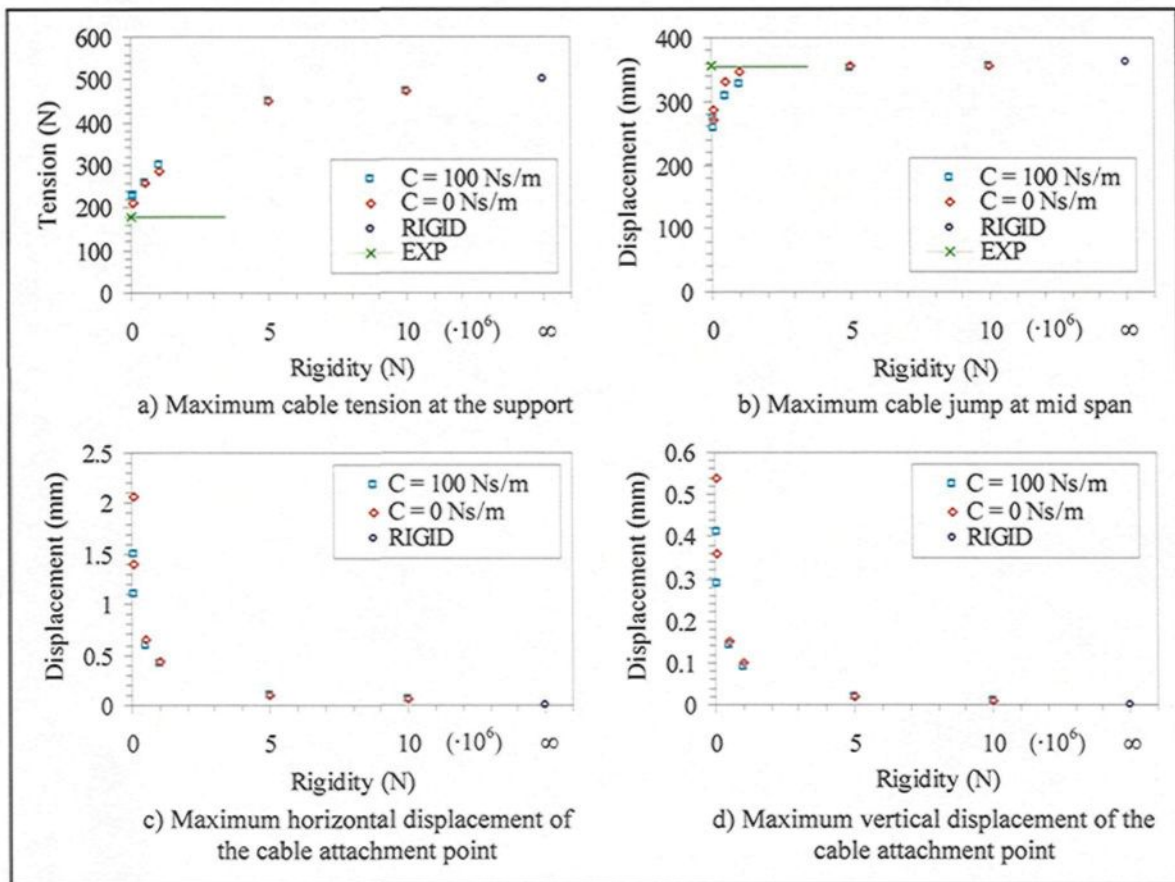 600
500
400
300
200
100
0
Tension (N)
C = 100 Ns/m
C = 0 Ns/m
RIGID
EXP
0 5 10 (·10⁶) ∞
Rigidity (N)
a) Maximum cable tension at the support
400
300
200
100
0
Displacement (mm)
C = 100 Ns/m
C = 0 Ns/m
RIGID
EXP
0 5 10 (·10⁶) ∞
Rigidity (N)
b) Maximum cable jump at mid span
2.5
2
1.5
1
0.5
0
Displacement (mm)
C = 100 Ns/m
C = 0 Ns/m
RIGID
0 5 10 (·10⁶) ∞
Rigidity (N)
c) Maximum horizontal displacement of
the cable attachment point
0.6
0.5
0.4
0.3
0.2
0.1
0
Displacement (mm)
C = 100 Ns/m
C = 0 Ns/m
RIGID
0 5 10 (·10⁶) ∞
Rigidity (N)
d) Maximum vertical displacement of the
cable attachment point